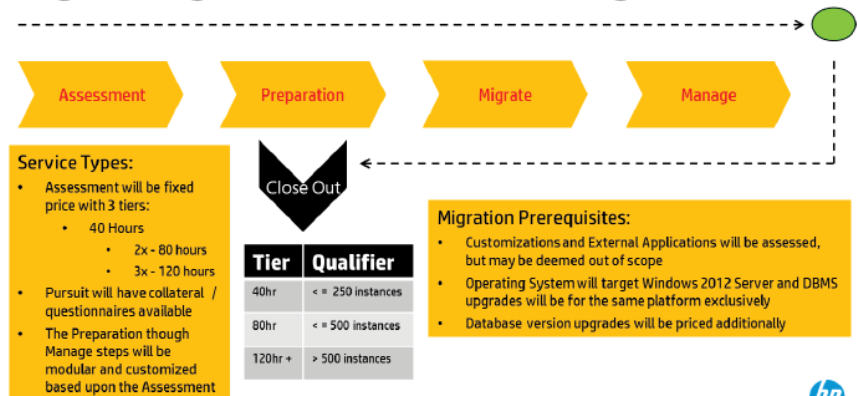 Assessment
Preparation
Migrate
Manage
Service Types:
• Assessment will be fixed
price with 3 tiers:
• 40 Hours
• 2x - 80 hours
• 3x - 120 hours
• Pursuit will have collateral /
questionnaires available
• The Preparation though
Manage steps will be
modular and customized
based upon the Assessment
Close Out
Tier Qualifier
40hr < = 250 instances
80hr < = 500 instances
120hr + > 500 instances
Migration Prerequisites:
• Customizations and External Applications will be assessed,
but may be deemed out of scope
• Operating System will target Windows 2012 Server and DBMS
upgrades will be for the same platform exclusively
• Database version upgrades will be priced additionally
hp